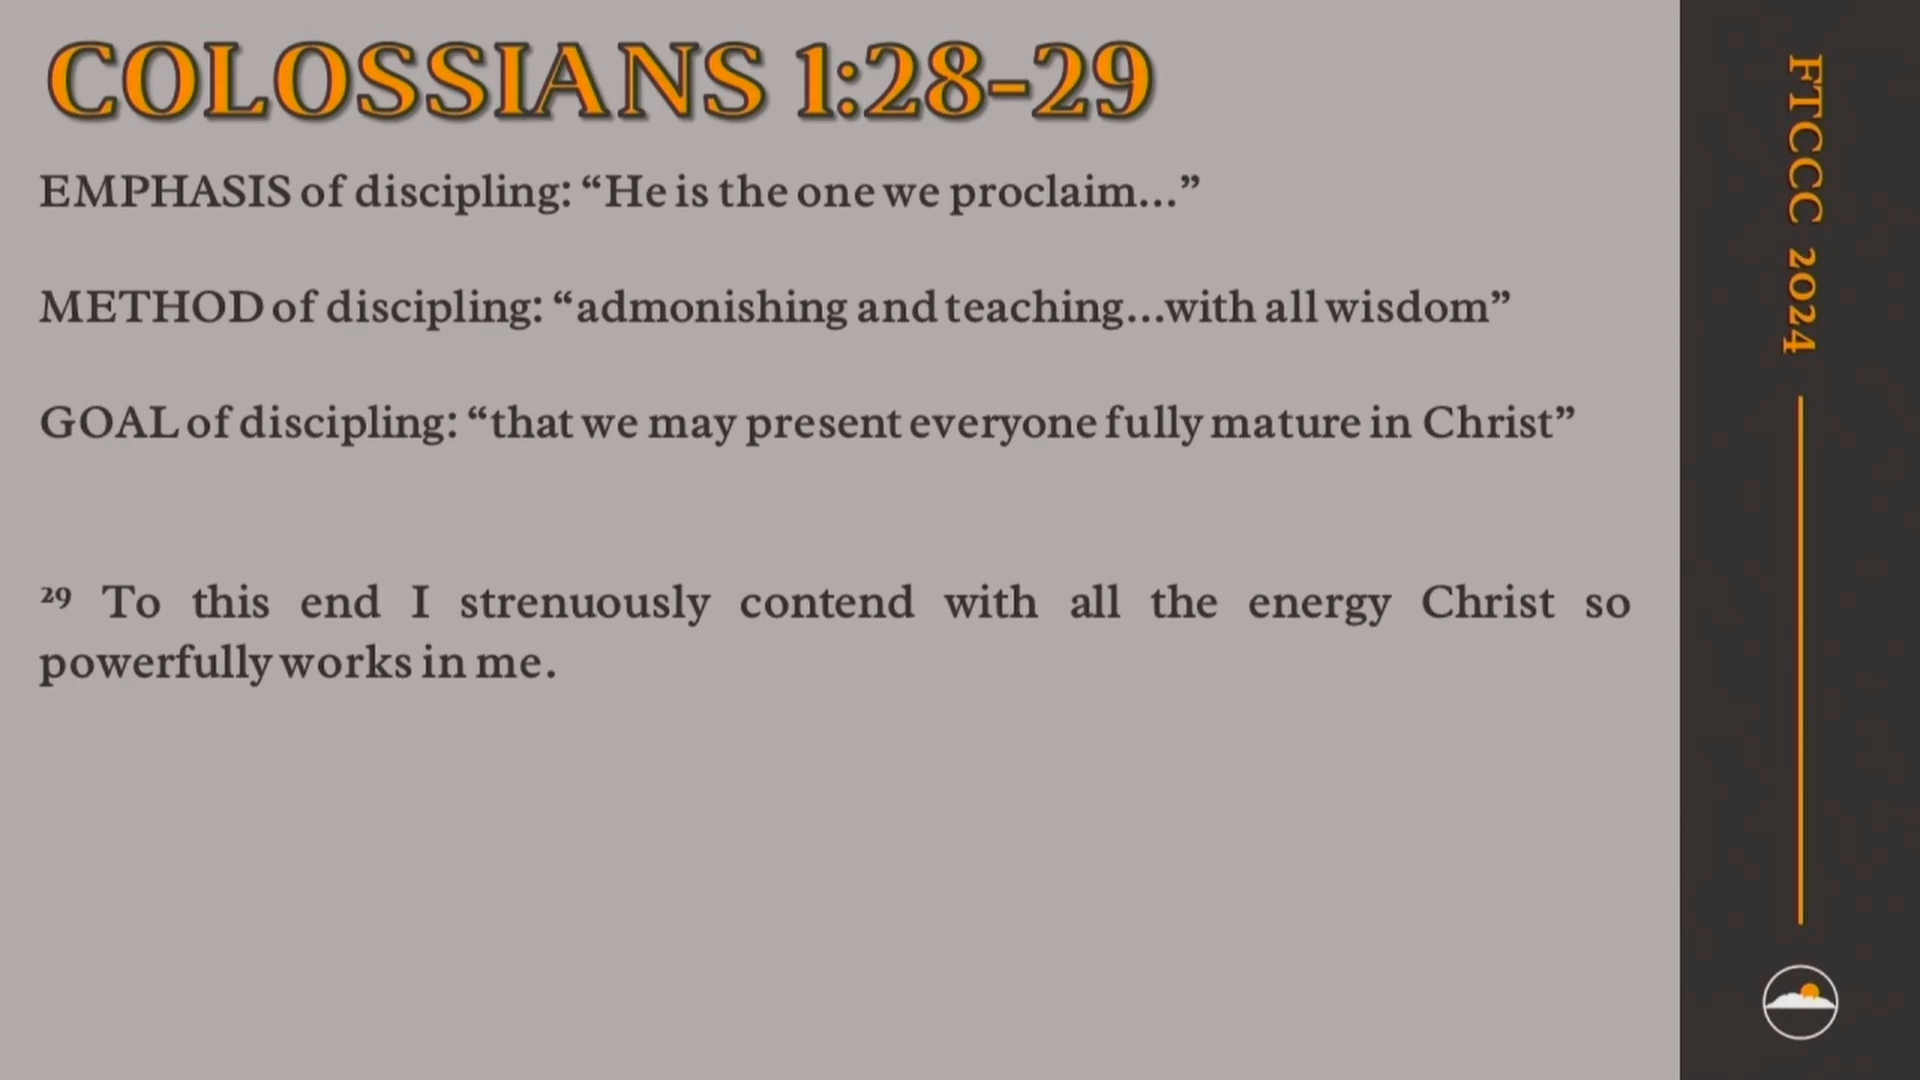 COLOSSIANS 1:28-29
EMPHASIS of discipling: “He is the one we proclaim...”
METHOD of discipling: “admonishing and teaching...with all wisdom”
GOAL of discipling: “that we may present everyone fully mature in Christ”
²⁹ To this end I strenuously contend with all the energy Christ so
powerfully works in me.
FTCCC 2024